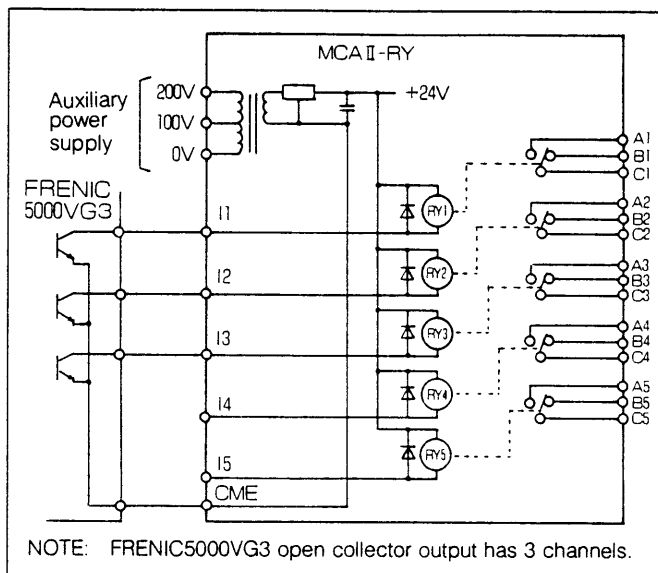 MCAⅡ-RY
Auxiliary
power
supply
200V
100V
0V
+24V
FRENIC
5000VG3
I1
I2
I3
I4
I5
CME
RY1
RY2
RY3
RY4
RY5
A1
B1
C1
A2
B2
C2
A3
B3
C3
A4
B4
C4
A5
B5
C5
NOTE: FRENIC5000VG3 open collector output has 3 channels.